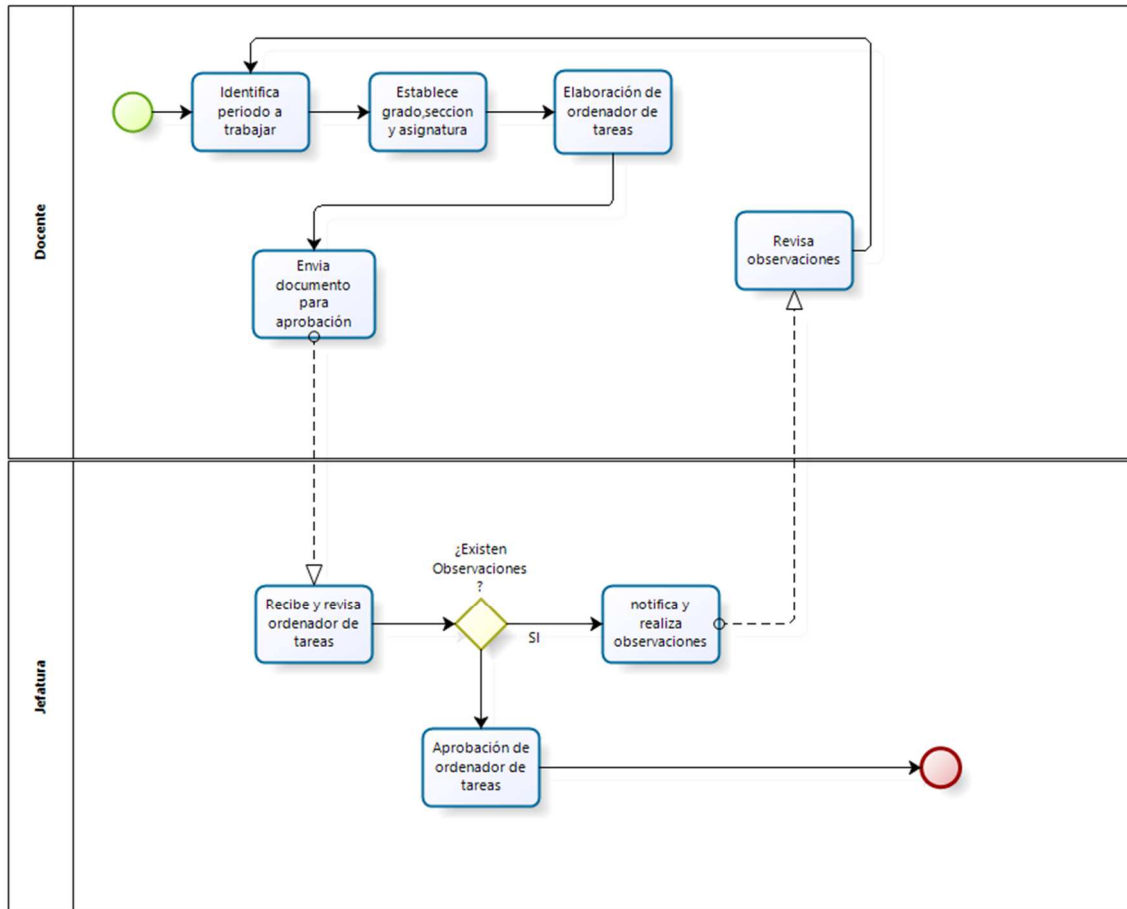 Docente
Identifica
periodo a
trabajar
Establece
grado,seccion
y asignatura
Elaboración de
ordenador de
tareas
Envia
documento
para
aprobación
Revisa
observaciones
Jefatura
Recibe y revisa
ordenador de
tareas
¿Existen
Observaciones
?
SI
notifica y
realiza
observaciones
Aprobación de
ordenador de
tareas